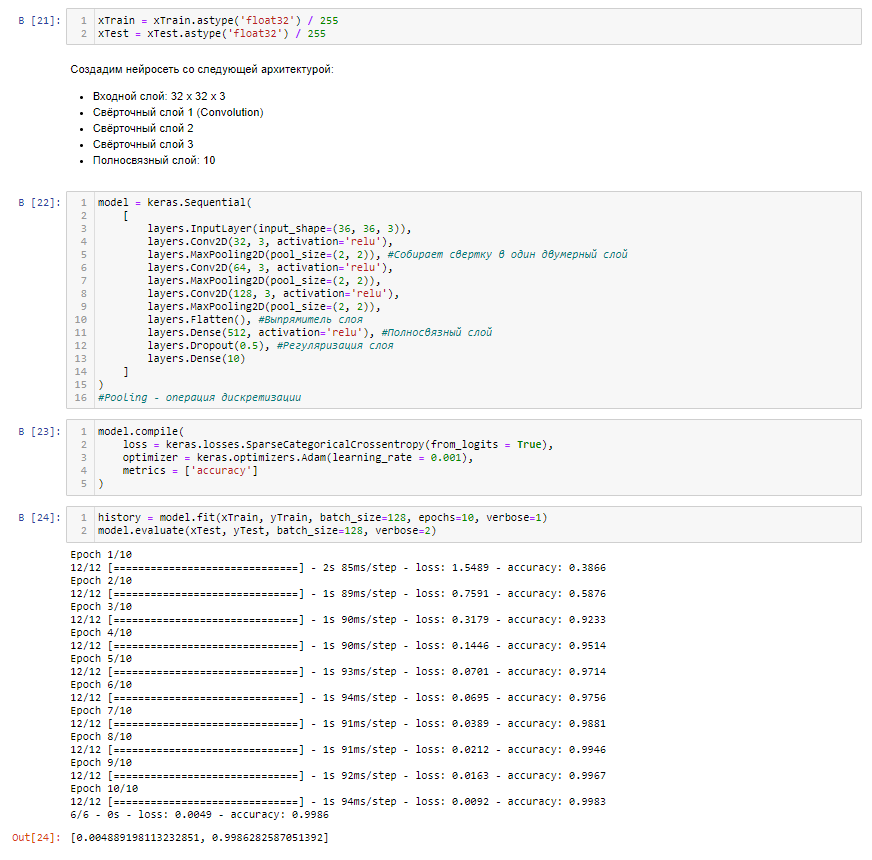 В [21]:
1 xTrain = xTrain.astype('float32') / 255
2 xTest = xTest.astype('float32') / 255
Создадим нейросеть со следующей архитектурой:
• Входной слой: 32 x 32 x 3
• Свёрточный слой 1 (Convolution)
• Свёрточный слой 2
• Свёрточный слой 3
• Полносвязный слой: 10
В [22]:
1 model = keras.Sequential(
2 [
3 layers.InputLayer(input_shape=(36, 36, 3)),
4 layers.Conv2D(32, 3, activation='relu'),
5 layers.MaxPooling2D(pool_size=(2, 2)), #Собирает свертку в один двумерный слой
6 layers.Conv2D(64, 3, activation='relu'),
7 layers.MaxPooling2D(pool_size=(2, 2)),
8 layers.Conv2D(128, 3, activation='relu'),
9 layers.MaxPooling2D(pool_size=(2, 2)),
10 layers.Flatten(), #Выпрямитель слоя
11 layers.Dense(512, activation='relu'), #Полносвязный слой
12 layers.Dropout(0.5), #Регуляризация слоя
13 layers.Dense(10)
14 ]
15 )
16 #Pooling - операция дискретизации
В [23]:
1 model.compile(
2 loss = keras.losses.SparseCategoricalCrossentropy(from_logits = True),
3 optimizer = keras.optimizers.Adam(learning_rate = 0.001),
4 metrics = ['accuracy']
5 )
В [24]:
1 history = model.fit(xTrain, yTrain, batch_size=128, epochs=10, verbose=1)
2 model.evaluate(xTest, yTest, batch_size=128, verbose=2)
Epoch 1/10
12/12 [==============================] - 2s 85ms/step - loss: 1.5489 - accuracy: 0.3866
Epoch 2/10
12/12 [==============================] - 1s 89ms/step - loss: 0.7591 - accuracy: 0.5876
Epoch 3/10
12/12 [==============================] - 1s 90ms/step - loss: 0.3179 - accuracy: 0.9233
Epoch 4/10
12/12 [==============================] - 1s 90ms/step - loss: 0.1446 - accuracy: 0.9514
Epoch 5/10
12/12 [==============================] - 1s 93ms/step - loss: 0.0701 - accuracy: 0.9714
Epoch 6/10
12/12 [==============================] - 1s 94ms/step - loss: 0.0695 - accuracy: 0.9756
Epoch 7/10
12/12 [==============================] - 1s 91ms/step - loss: 0.0389 - accuracy: 0.9881
Epoch 8/10
12/12 [==============================] - 1s 91ms/step - loss: 0.0212 - accuracy: 0.9946
Epoch 9/10
12/12 [==============================] - 1s 92ms/step - loss: 0.0163 - accuracy: 0.9967
Epoch 10/10
12/12 [==============================] - 1s 94ms/step - loss: 0.0092 - accuracy: 0.9983
6/6 - 0s - loss: 0.0049 - accuracy: 0.9986
Out[24]: [0.004889198113232851, 0.9986282587051392]